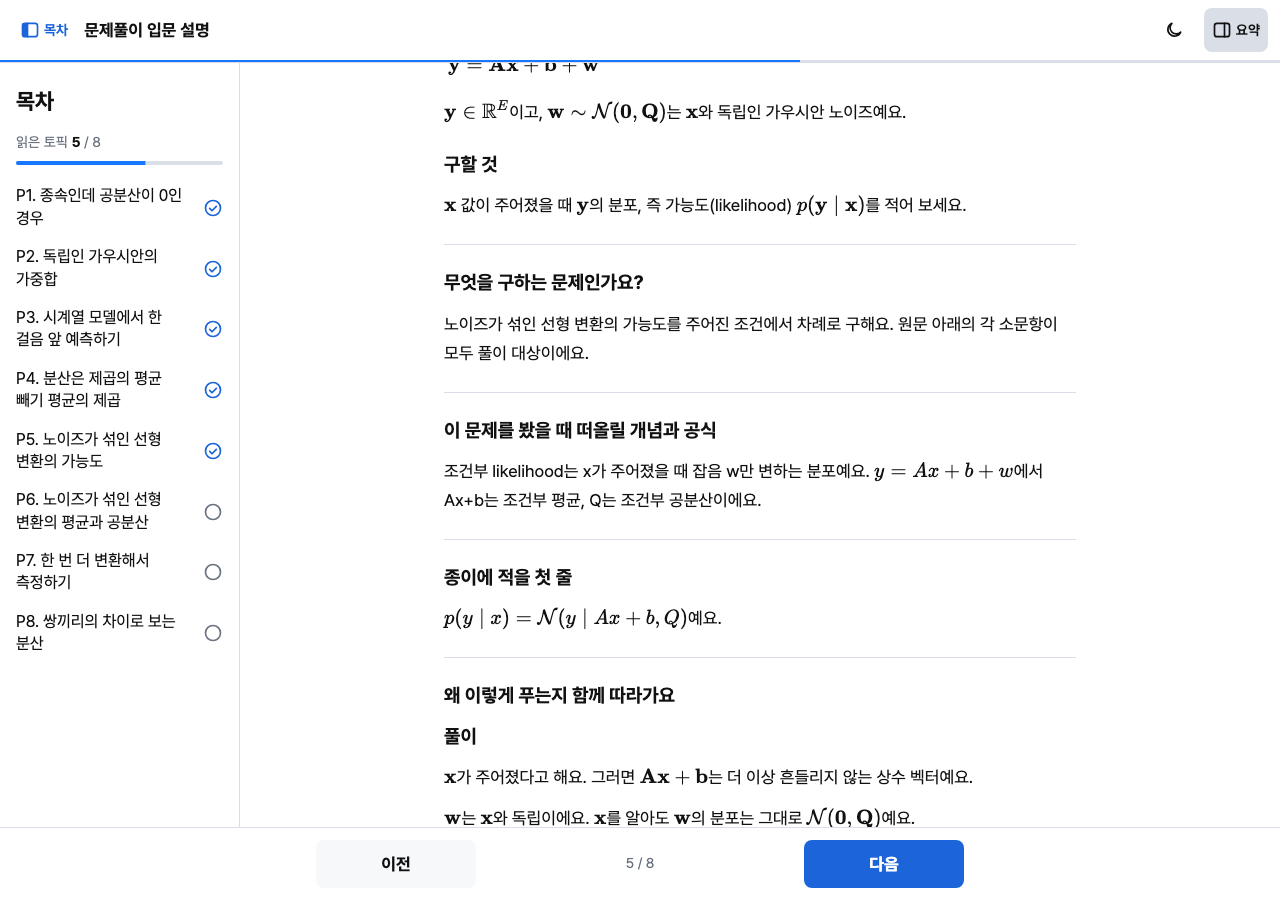 목차
문제풀이 입문 설명
요약
목차
읽은 토픽 5 / 8
P1. 종속인데 공분산이 0인
경우
P2. 독립인 가우시안의
가중합
P3. 시계열 모델에서 한
걸음 앞 예측하기
P4. 분산은 제곱의 평균
빼기 평균의 제곱
P5. 노이즈가 섞인 선형
변환의 가능도
P6. 노이즈가 섞인 선형
변환의 평균과 공분산
P7. 한 번 더 변환해서
측정하기
P8. 쌍끼리의 차이로 보는
분산
y = Ax + b + w
y ∈ ℝ^E이고, w ∼ 𝒩(0, Q)는 x와 독립인 가우시안 노이즈예요.
구할 것
x 값이 주어졌을 때 y의 분포, 즉 가능도(likelihood) p(y | x)를 적어 보세요.
무엇을 구하는 문제인가요?
노이즈가 섞인 선형 변환의 가능도를 주어진 조건에서 차례로 구해요. 원문 아래의 각 소문항이
모두 풀이 대상이에요.
이 문제를 봤을 때 떠올릴 개념과 공식
조건부 likelihood는 x가 주어졌을 때 잡음 w만 변하는 분포예요. y = Ax + b + w에서
Ax+b는 조건부 평균, Q는 조건부 공분산이에요.
종이에 적을 첫 줄
p(y | x) = 𝒩(y | Ax + b, Q)예요.
왜 이렇게 푸는지 함께 따라가요
풀이
x가 주어졌다고 해요. 그러면 Ax + b는 더 이상 흔들리지 않는 상수 벡터예요.
w는 x와 독립이에요. x를 알아도 w의 분포는 그대로 𝒩(0, Q)예요.
이전
5 / 8
다음